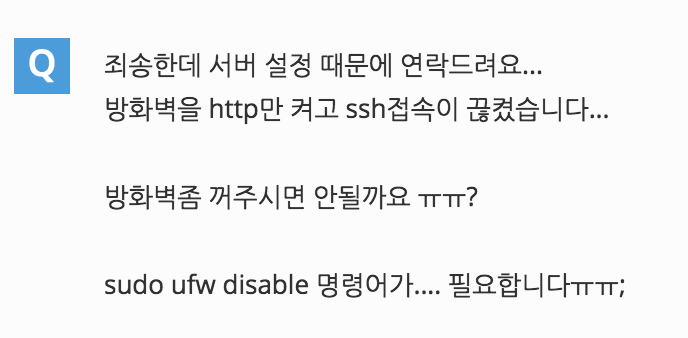 Q
죄송한데 서버 설정 때문에 연락드려요...
방화벽을 http만 켜고 ssh접속이 끊켰습니다...
방화벽좀 꺼주시면 안될까요 ㅠㅠ?
sudo ufw disable 명령어가.... 필요합니다ㅠㅠ;